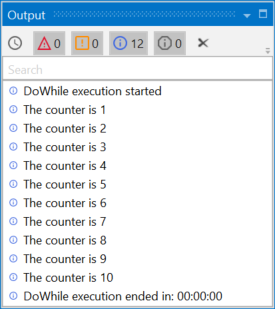 Output
0 0 12 0
Search
DoWhile execution started
The counter is 1
The counter is 2
The counter is 3
The counter is 4
The counter is 5
The counter is 6
The counter is 7
The counter is 8
The counter is 9
The counter is 10
DoWhile execution ended in: 00:00:00